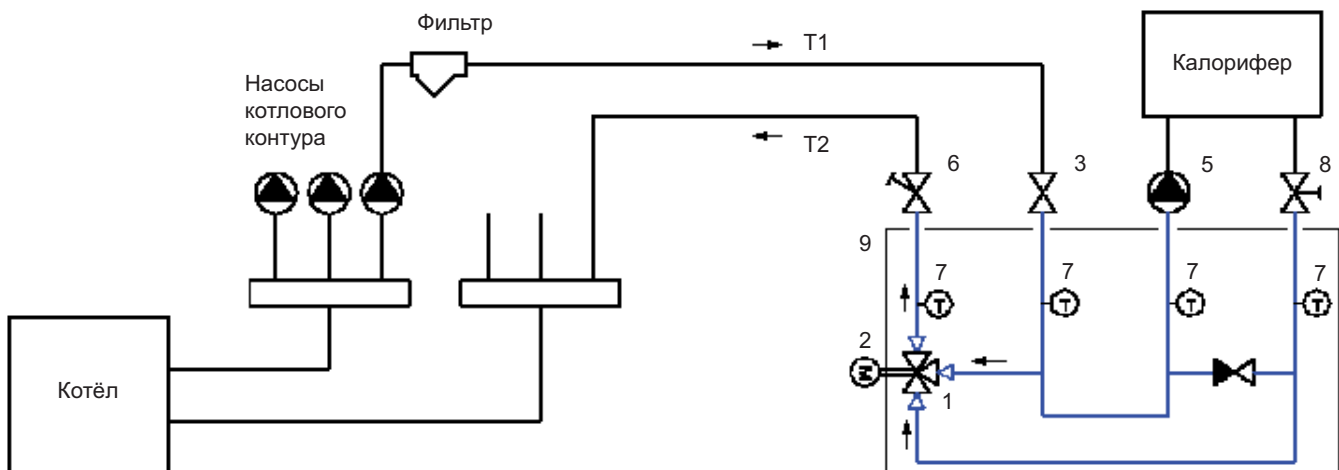 Фильтр
T1
Калорифер
Насосы
котлового
контура
T2
6
3
5
8
9
7
7
7
7
T
T
T
T
2
M
1
Котёл